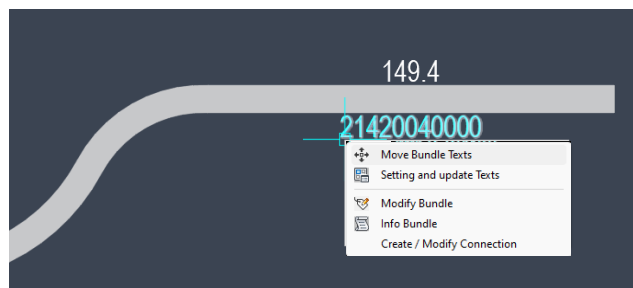 149.4
21420040000
Move Bundle Texts
Setting and update Texts
Modify Bundle
Info Bundle
Create / Modify Connection